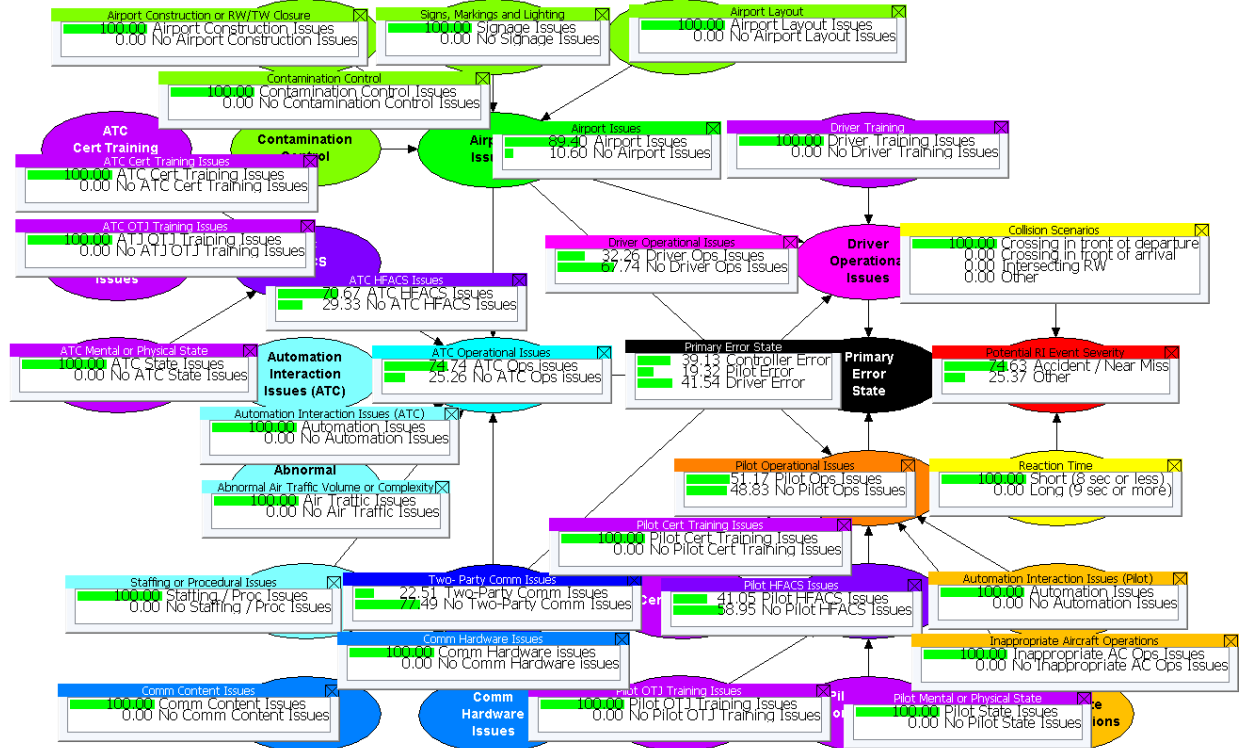 Airport Construction or RW/TW Closure
100.00 Airport Construction Issues
0.00 No Airport Construction Issues
Signs, Markings and Lighting
100.00 Signage Issues
0.00 No Signage Issues
Airport Layout
100.00 Airport Layout Issues
0.00 No Airport Layout Issues
Contamination Control
100.00 Contamination Control Issues
0.00 No Contamination Control Issues
ATC
Cert Training
Contamination
Airport Issues
89.40 Airport Issues
10.60 No Airport Issues
Driver Training
100.00 Driver Training Issues
0.00 No Driver Training Issues
ATC Cert Training Issues
100.00 ATC Cert Training Issues
0.00 No ATC Cert Training Issues
ATC OTJ Training Issues
100.00 ATJ OTJ Training Issues
0.00 No ATJ OTJ Training Issues
Issues
Driver Operational Issues
32.26 Driver Ops Issues
67.74 No Driver Ops Issues
Driver
Operationa
Issues
Collision Scenarios
100.00 Crossing in front of departure
0.00 Crossing in front of arrival
0.00 Intersecting RW
0.00 Other
ATC HFACS Issues
70.67 ATC HFACS Issues
29.33 No ATC HFACS Issues
ATC Mental or Physical State
100.00 ATC State Issues
0.00 No ATC State Issues
Automation
Interaction
Issues (ATC)
ATC Operational Issues
74.74 ATC Ops issues
25.26 No ATC Ops issues
Primary Error State
39.13 Controller Error
19.32 Pilot Error
41.54 Driver Error
Primary
Error
State
Potential RI Event Severity
74.63 Accident / Near Miss
25.37 Other
Automation Interaction Issues (ATC)
100.00 Automation Issues
0.00 No Automation Issues
Abnormal
Abnormal Air Traffic Volume or Complexity
100.00 Air Traffic Issues
0.00 No Air Traffic Issues
Pilot Operational Issues
51.17 Pilot Ops Issues
48.83 No Pilot Ops Issues
Reaction Time
100.00 Short (8 sec or less)
0.00 Long (9 sec or more)
Pilot Cert Training Issues
100.00 Pilot Cert Training Issues
0.00 No Pilot Cert Training Issues
Staffing or Procedural Issues
100.00 Staffing / Proc Issues
0.00 No Staffing / Proc Issues
Two- Party Comm Issues
22.51 Two-Party Comm Issues
77.49 No Two-Party Comm Issues
Pilot HFACS Issues
41.05 Pilot HFACS Issues
58.95 No Pilot HFACS Issues
Automation Interaction Issues (Pilot)
100.00 Automation Issues
0.00 No Automation Issues
Comm Hardware Issues
100.00 Comm Hardware issues
0.00 No Comm Hardware Issues
Inappropriate Aircraft Operations
100.00 Inappropriate AC Ops Issues
0.00 No Inappropriate AC Ops Issues
Comm Content Issues
100.00 Comm Content Issues
0.00 No Comm Content Issues
Comm
Hardware
Issues
Pilot OTJ Training Issues
100.00 Pilot OTJ Training Issues
0.00 No Pilot OTJ Training Issues
Pilot Mental or Physical State
100.00 Pilot State Issues
0.00 No Pilot State Issues